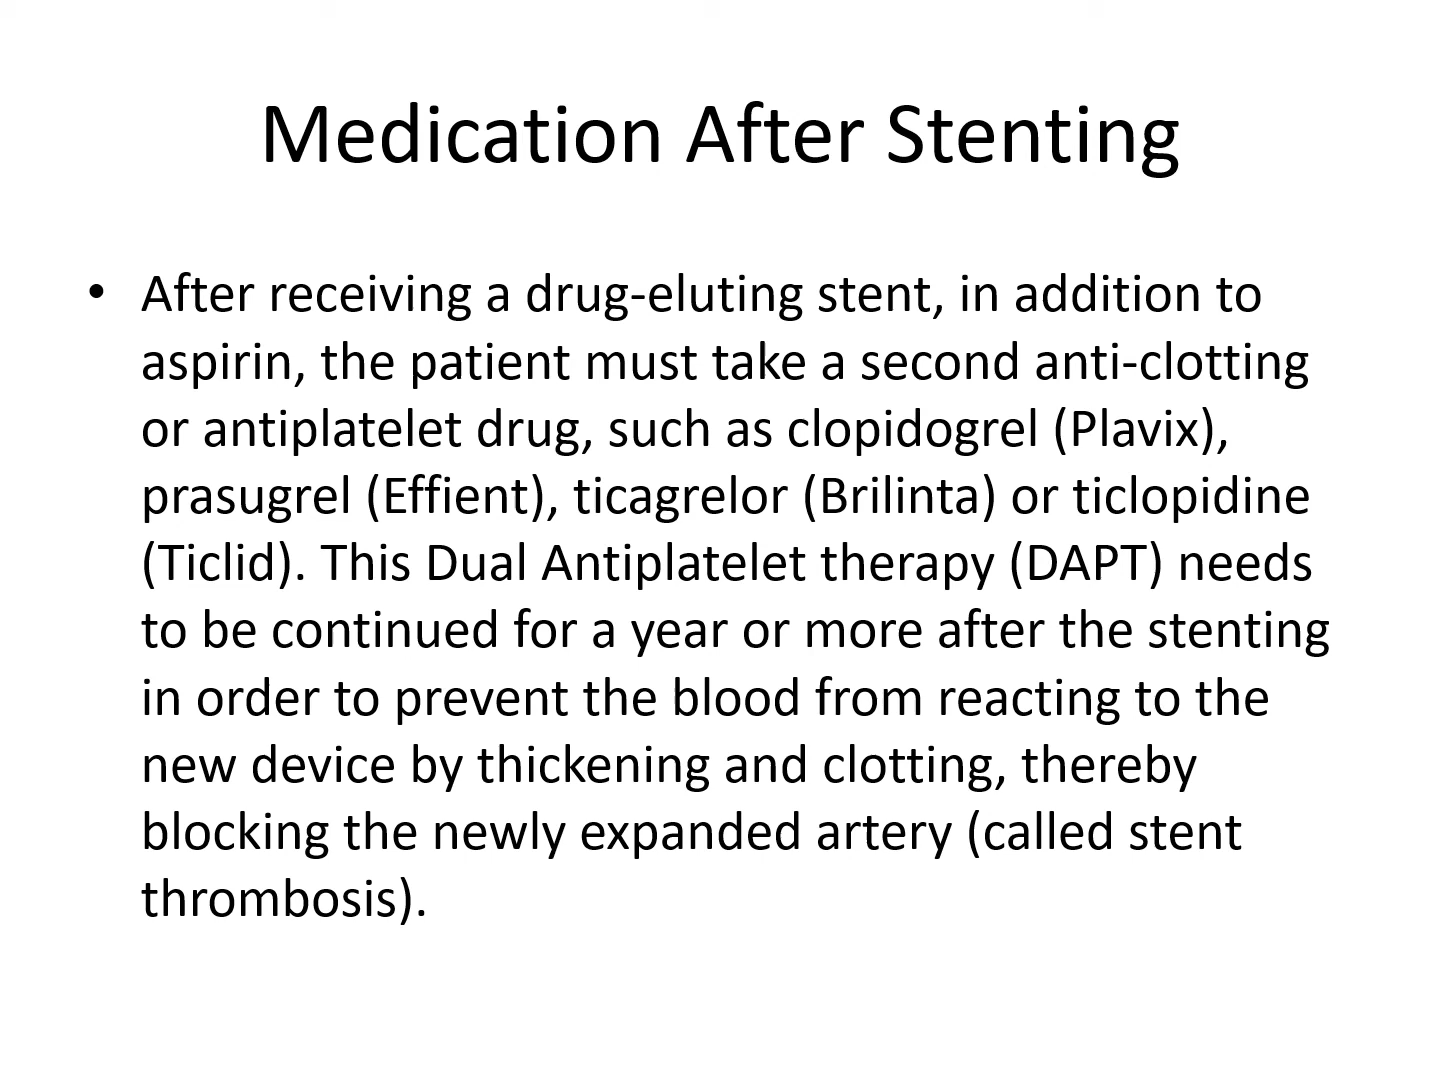 Medication After Stenting
• After receiving a drug-eluting stent, in addition to
aspirin, the patient must take a second anti-clotting
or antiplatelet drug, such as clopidogrel (Plavix),
prasugrel (Effient), ticagrelor (Brilinta) or ticlopidine
(Ticlid). This Dual Antiplatelet therapy (DAPT) needs
to be continued for a year or more after the stenting
in order to prevent the blood from reacting to the
new device by thickening and clotting, thereby
blocking the newly expanded artery (called stent
thrombosis).